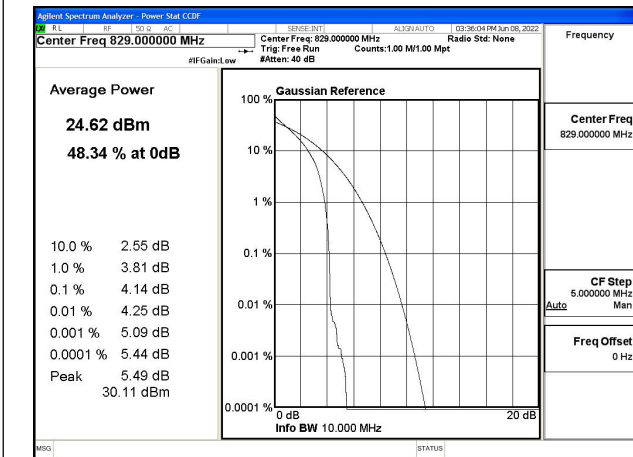 Agilent Spectrum Analyzer - Power Stat CCDF
LXI RL RF 50 Ω AC SENSE:INT ALIGN AUTO 03:36:04 PM Jun 08, 2022
Center Freq 829.000000 MHz
Center Freq: 829.000000 MHz Radio Std: None
Trig: Free Run Counts:1.00 M/1.00 Mpt
#IFGain:Low #Atten: 40 dB
Frequency
Average Power
24.62 dBm
48.34 % at 0dB
10.0 % 2.55 dB
1.0 % 3.81 dB
0.1 % 4.14 dB
0.01 % 4.25 dB
0.001 % 5.09 dB
0.0001 % 5.44 dB
Peak 5.49 dB
30.11 dBm
Gaussian Reference
100 %
10 %
1 %
0.1 %
0.01 %
0.001 %
0.0001 %
0 dB 20 dB
Info BW 10.000 MHz
Center Freq
829.000000 MHz
CF Step
5.000000 MHz
Auto Man
Freq Offset
0 Hz
MSG STATUS